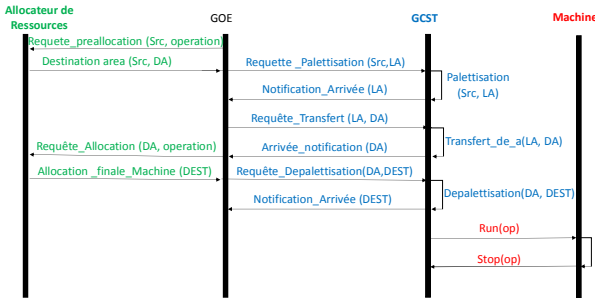 Allocateur de
Ressources
GOE
GCST
Machine
Requete_preallocation (Src, operation)
Destination area (Src, DA)
Requette _Palettisation (Src,LA)
Palettisation
(Src, LA)
Notification_Arrivée (LA)
Requête_Transfert (LA, DA)
Transfert_de_a(LA, DA)
Requête_Allocation (DA, operation)
Arrivée_notification (DA)
Allocation _finale_Machine (DEST)
Requête_Depalettisation(DA,DEST)
Depalettisation(DA, DEST)
Notification_Arrivée (DEST)
Run(op)
Stop(op)